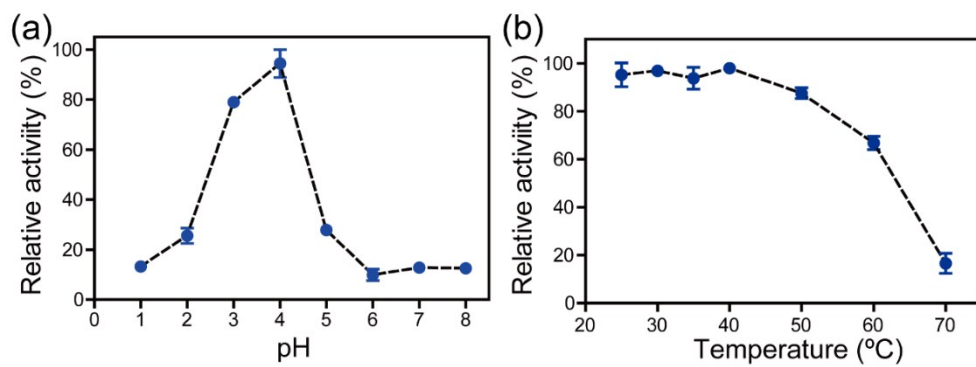 (a)
Relative activiity (%)
100
80
60
40
20
0
0 1 2 3 4 5 6 7 8
pH
(b)
Relative activity (%)
100
80
60
40
20
0
20 30 40 50 60 70
Temperature (ºC)